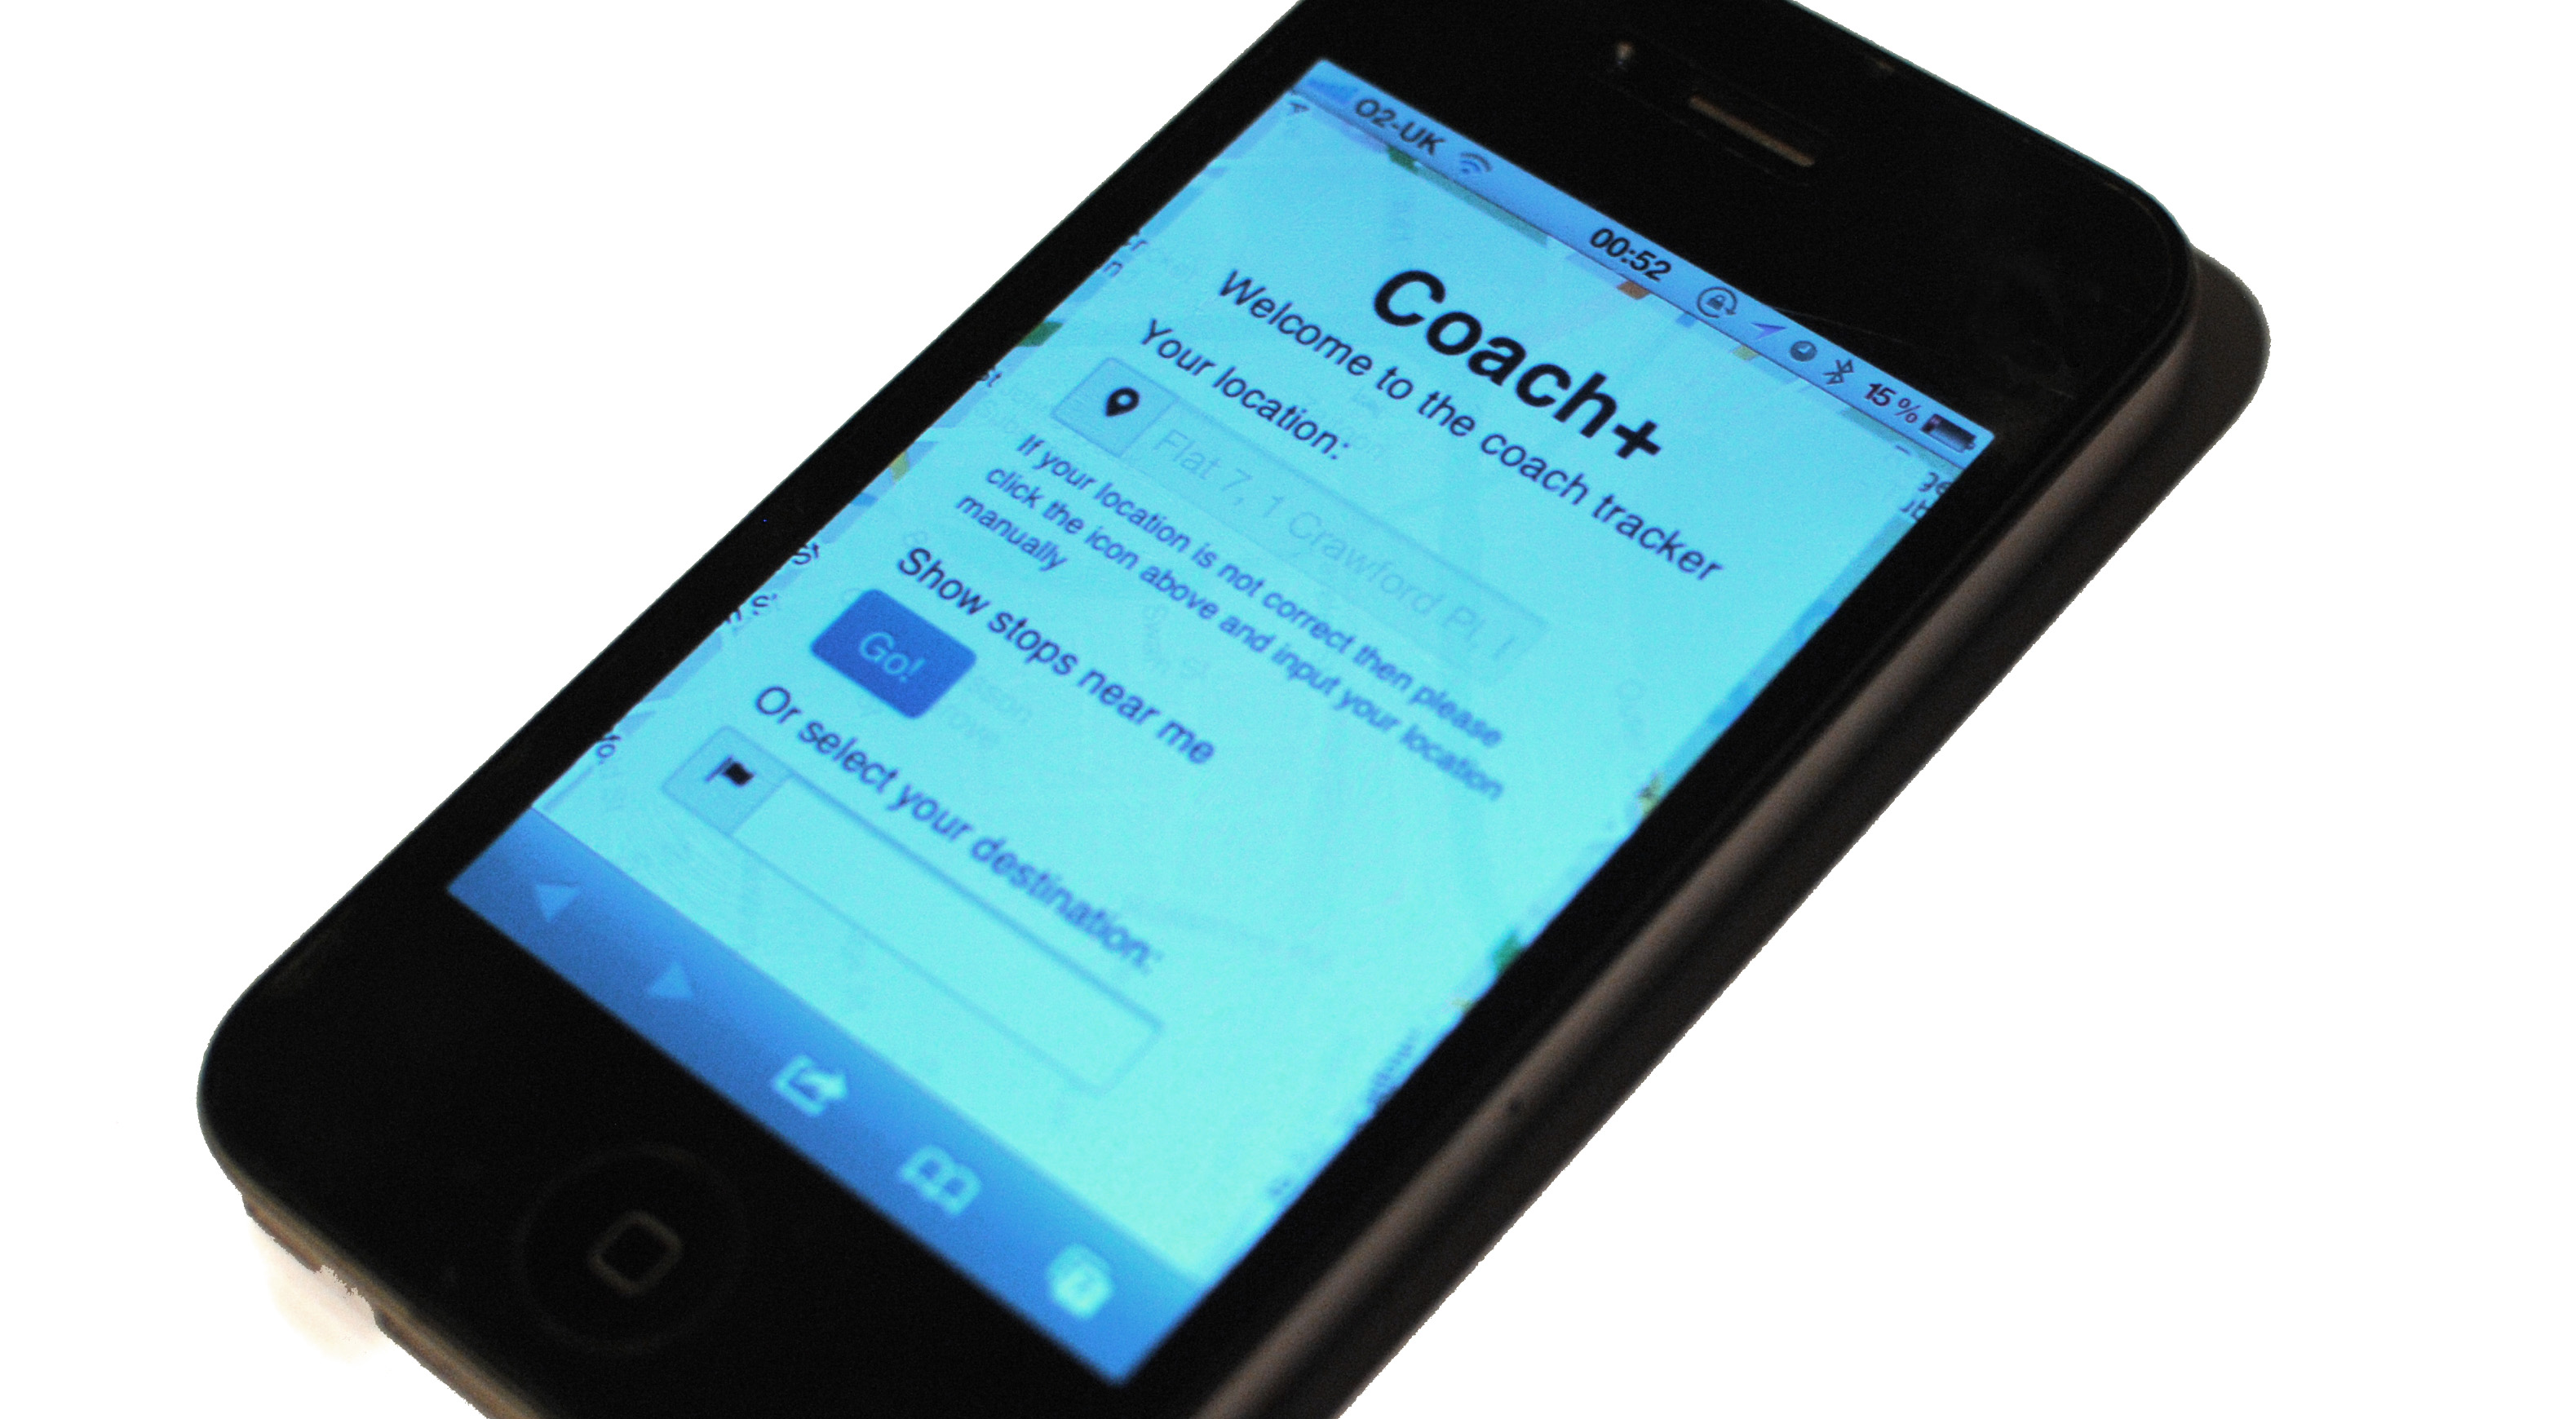 O2-UK 00:52 15%
Coach+
Welcome to the coach tracker
Your location:
Flat 7, 1 Crawford Pl,
If your location is not correct then please
click the icon above and input your location
manually
Show stops near me
Go!
Or select your destination: